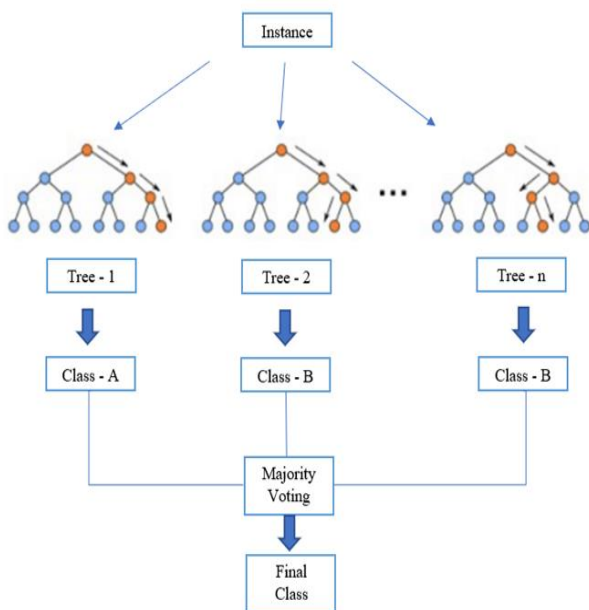 Instance
Tree - 1
Tree - 2
Tree - n
Class - A
Class - B
Class - B
Majority
Voting
Final
Class